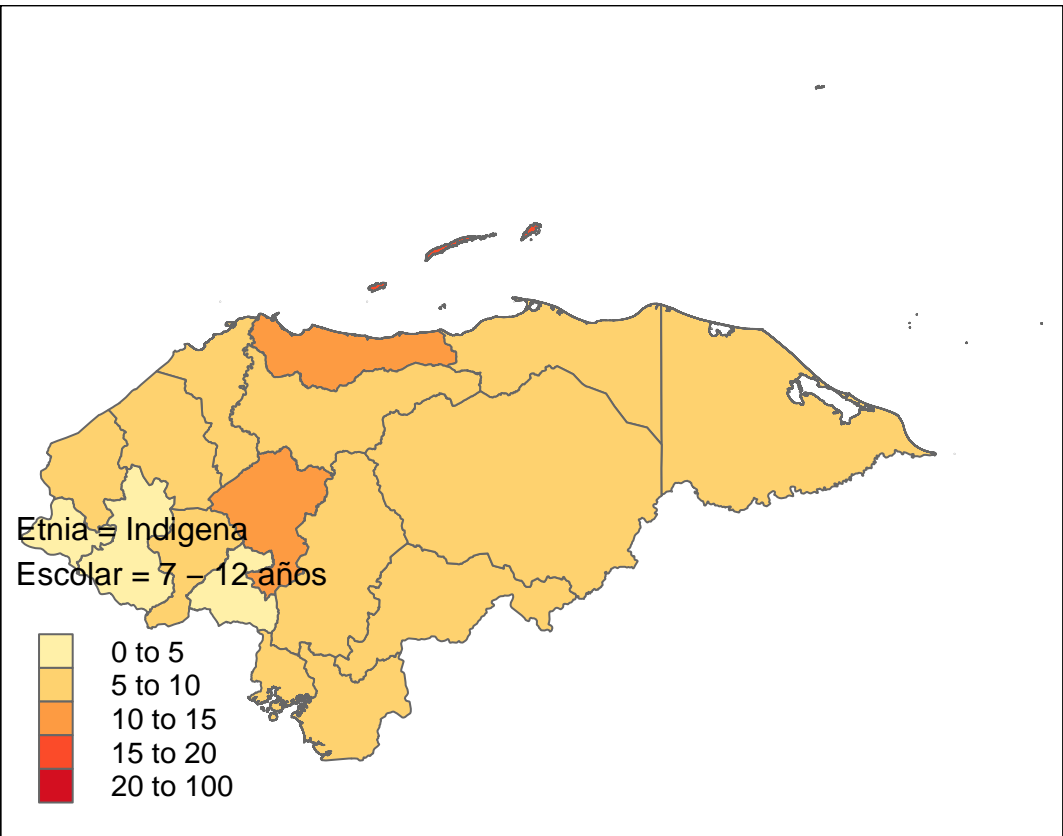 Etnia = Indigena
Escolar = 7 − 12 años
0 to 5
5 to 10
10 to 15
15 to 20
20 to 100